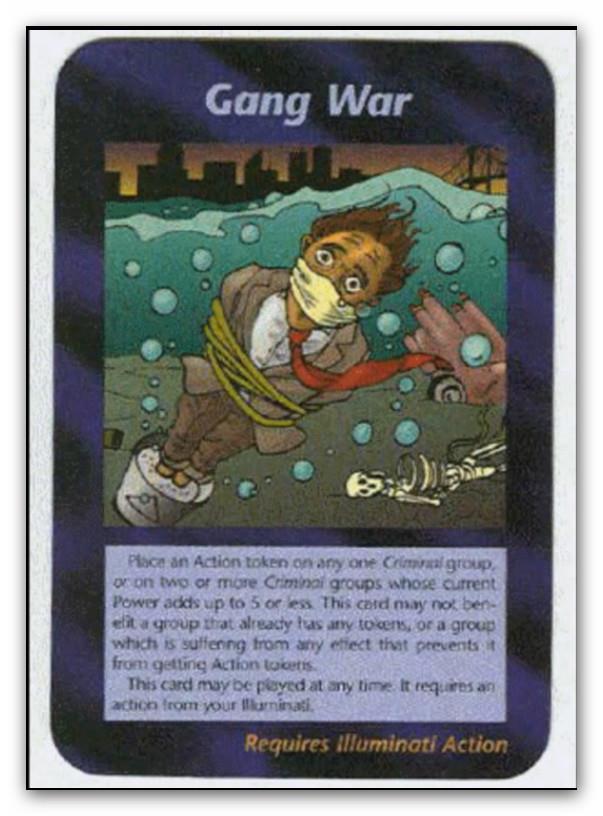 Gang War
Place an Action token on any one Criminal group,
or on two or more Criminal groups whose current
Power adds up to 5 or less. This card may not ben-
efit a group that already has any tokens, or a group
which is suffering from any effect that prevents it
from getting Action tokens.
This card may be played at any time. It requires an
action from your Illuminati.
Requires Illuminati Action